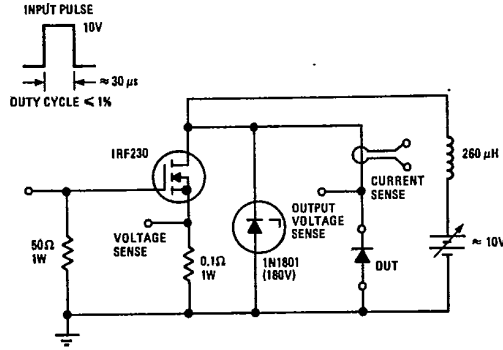 INPUT PULSE
10V
≈ 30 µs
DUTY CYCLE ⩽ 1%
IRF230
260 µH
CURRENT
SENSE
OUTPUT
VOLTAGE
SENSE
VOLTAGE
SENSE
≈ 10V
50Ω
1W
0.1Ω
1W
1N1801
(180V)
DUT